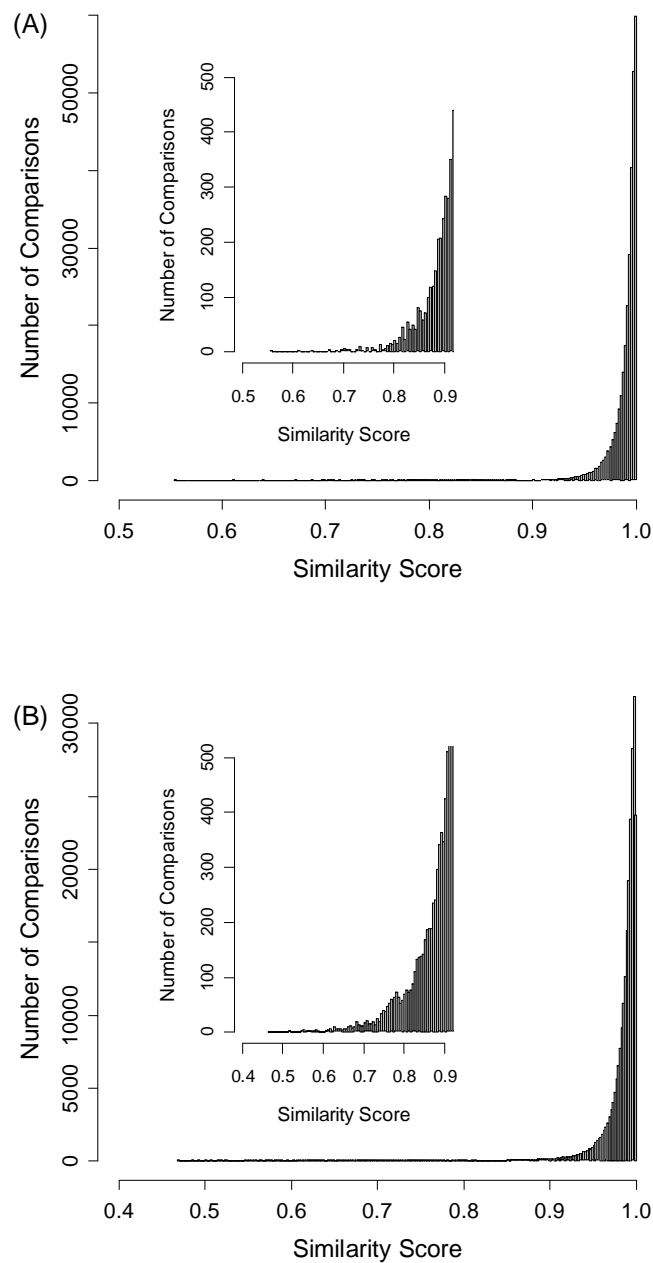 (A)
Number of Comparisons
0
10000
30000
50000
0.5 0.6 0.7 0.8 0.9 1.0
Similarity Score
Number of Comparisons
0
100
200
300
400
500
0.5 0.6 0.7 0.8 0.9
Similarity Score
(B)
Number of Comparisons
0
5000
10000
20000
30000
0.4 0.5 0.6 0.7 0.8 0.9 1.0
Similarity Score
Number of Comparisons
0
100
200
300
400
500
0.4 0.5 0.6 0.7 0.8 0.9
Similarity Score